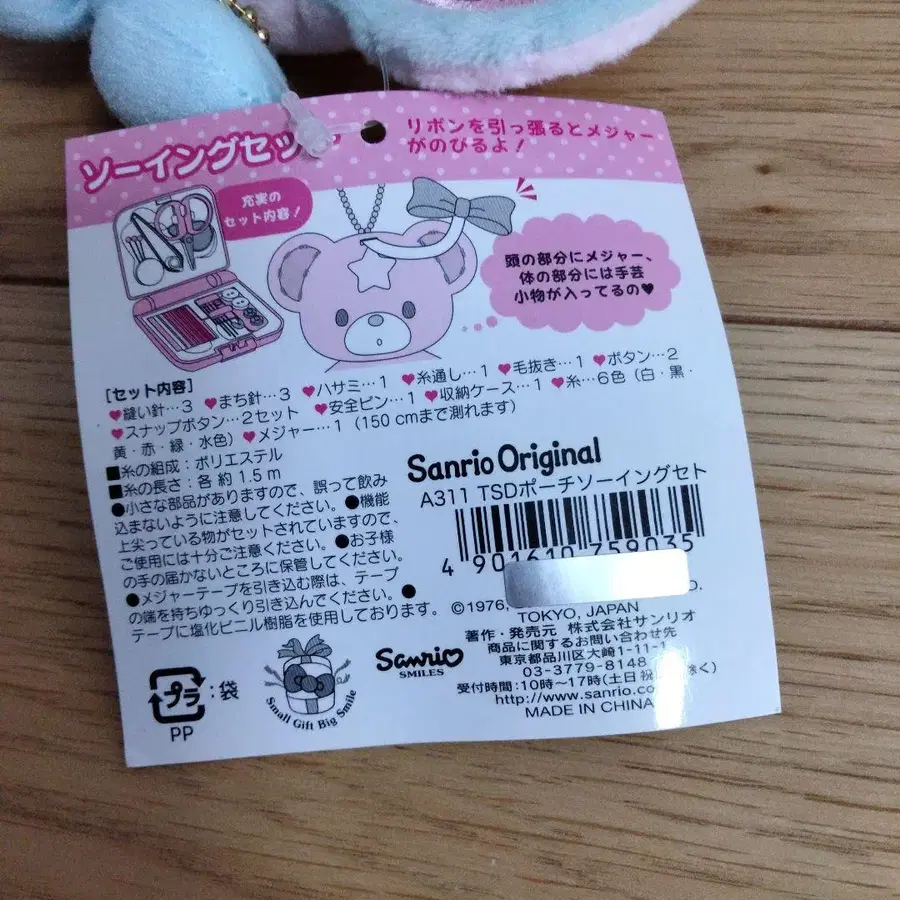 ソーイングセッ
リボンを引っ張るとメジャー
がのびるよ!
充実の
セット内容!
頭の部分にメジャー、
体の部分には手芸
小物が入ってるの♥
[セット内容]
♥縫い針…3 ♥まち針…3 ♥ハサミ…1 ♥糸通し…1 ♥毛抜き…1 ♥ボタン…2
♥スナップボタン…2セット ♥安全ピン…1 ♥収納ケース…1 ♥糸…6色(白・黒・
黄・赤・緑・水色) ♥メジャー…1(150cmまで測れます)
■糸の組成:ポリエステル
■糸の長さ:各 約1.5m
●小さな部品がありますので、誤って飲み
込まないように注意してください。●機能
上尖っている物がセットされていますので、
ご使用には十分ご注意ください。●お子様
の手の届かないところに保管してください。
●メジャーテープを引き込む際は、テープ
の端を持ちゆっくり引き込んでください。●
テープに塩化ビニル樹脂を使用しております。
Sanrio Original
A311 TSDポーチソーイングセト
4 901610 759035
©1976,
TOKYO, JAPAN
著作・発売元 株式会社サンリオ
商品に関するお問い合わせ先
東京都品川区大崎1-11-1
03-3779-8148
受付時間:10時〜17時(土日祝 除く)
http://www.sanrio.co
MADE IN CHINA
プラ :袋
PP
Small Gift Big Smile
Sanrio
SMILES